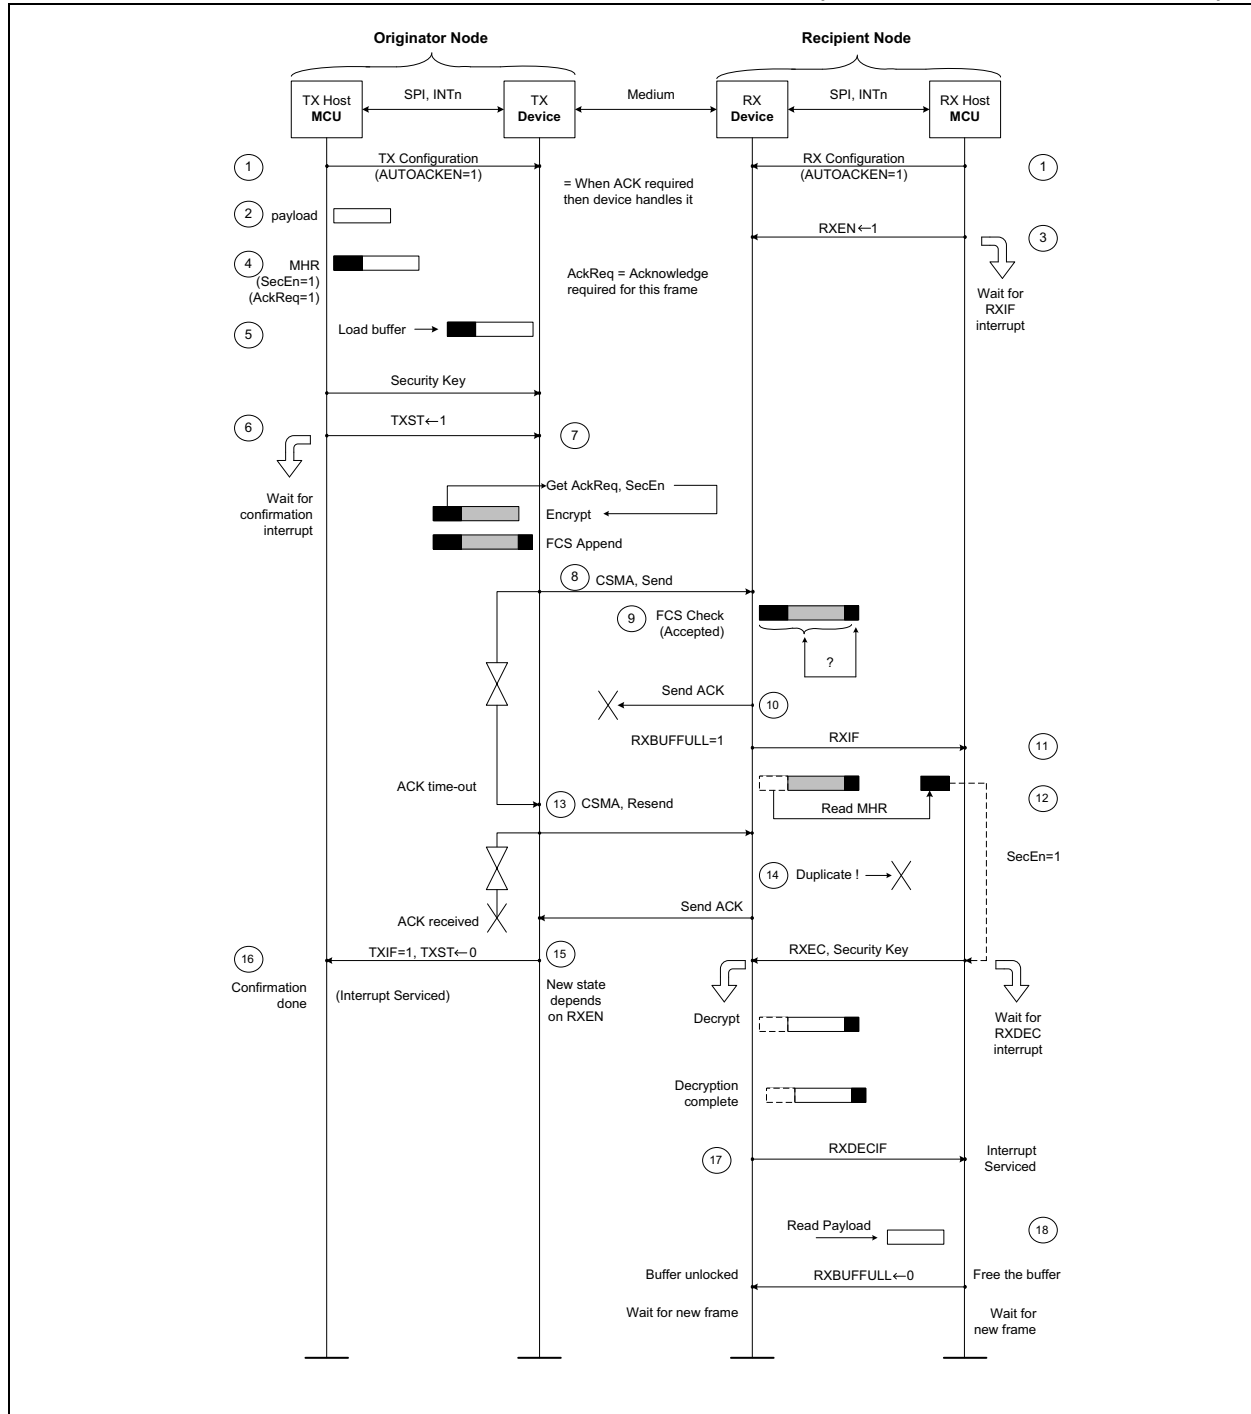 Originator Node
Recipient Node
TX Host
MCU
SPI, INTn
TX
Device
Medium
RX
Device
SPI, INTn
RX Host
MCU
1
TX Configuration
(AUTOACKEN=1)
= When ACK required
then device handles it
RX Configuration
(AUTOACKEN=1)
1
2
payload
RXEN←1
3
4
MHR
(SecEn=1)
(AckReq=1)
AckReq = Acknowledge
required for this frame
Wait for
RXIF
interrupt
5
Load buffer
Security Key
6
TXST←1
7
Wait for
confirmation
interrupt
Get AckReq, SecEn
Encrypt
FCS Append
8
CSMA, Send
9
FCS Check
(Accepted)
?
Send ACK
10
RXBUFFULL=1
RXIF
11
ACK time-out
13
CSMA, Resend
Read MHR
12
SecEn=1
14
Duplicate !
ACK received
Send ACK
16
TXIF=1, TXST←0
15
RXEC, Security Key
Confirmation
done
(Interrupt Serviced)
New state
depends
on RXEN
Decrypt
Wait for
RXDEC
interrupt
Decryption
complete
17
RXDECIF
Interrupt
Serviced
Read Payload
18
Buffer unlocked
RXBUFFULL←0
Free the buffer
Wait for new frame
Wait for
new frame